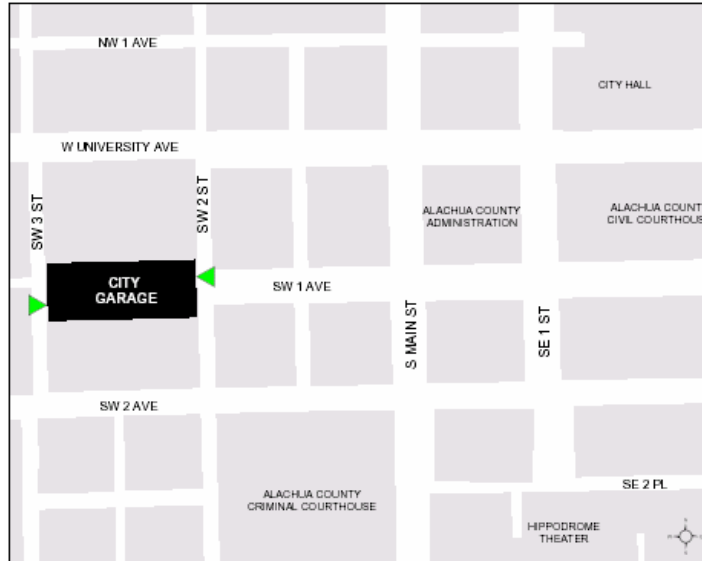 NW 1 AVE
CITY HALL
W UNIVERSITY AVE
SW 3 ST
SW 2 ST
ALACHUA COUNTY
ADMINISTRATION
ALACHUA COUNT
CIVIL COURTHOUS
CITY
GARAGE
SW 1 AVE
S MAIN ST
SE 1 ST
SW 2 AVE
SE 2 PL
ALACHUA COUNTY
CRIMINAL COURTHOUSE
HIPPODROME
THEATER